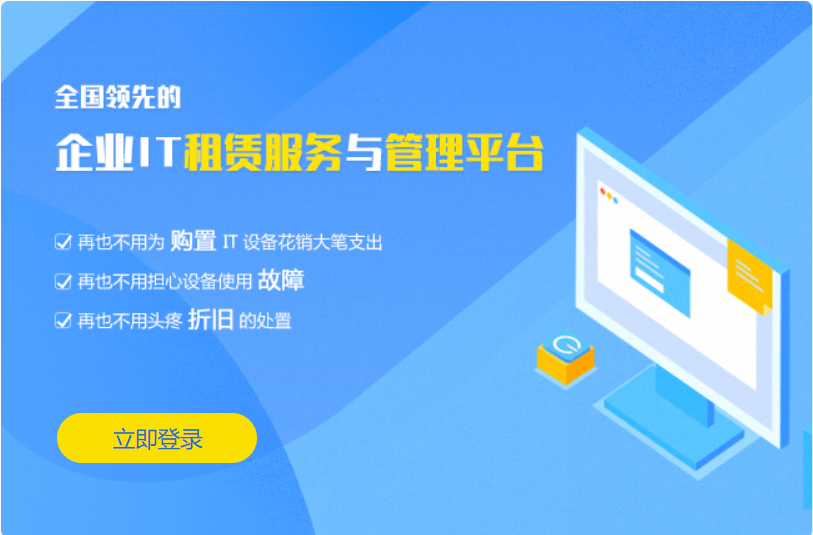 全国领先的
企业IT租赁服务与管理平台
再也不用为 购置 IT 设备花销大笔支出
再也不用担心设备使用 故障
再也不用头疼 折旧 的处置
立即登录